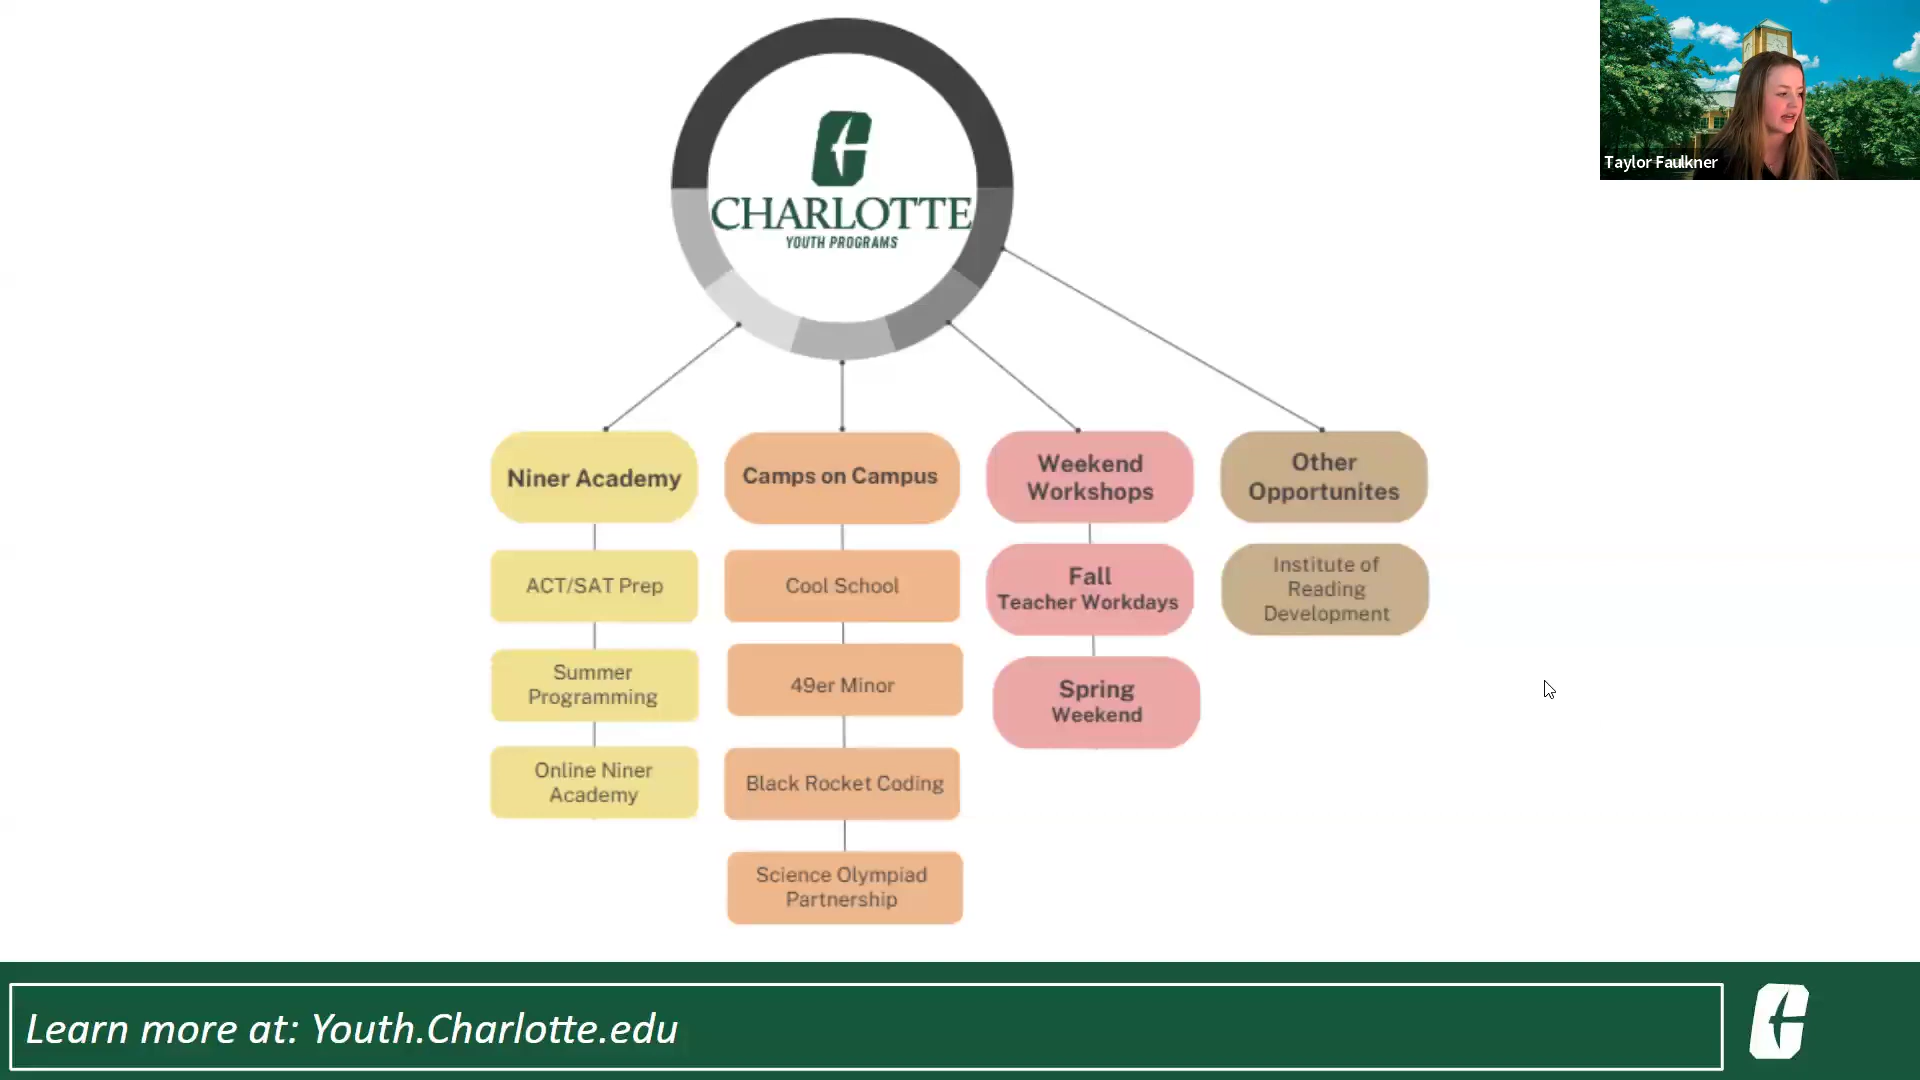 CHARLOTTE
YOUTH PROGRAMS
Taylor Faulkner
Niner Academy
ACT/SAT Prep
Summer
Programming
Online Niner
Academy
Camps on Campus
Cool School
49er Minor
Black Rocket Coding
Science Olympiad
Partnership
Weekend
Workshops
Fall
Teacher Workdays
Spring
Weekend
Other
Opportunites
Institute of
Reading
Development
Learn more at: Youth.Charlotte.edu